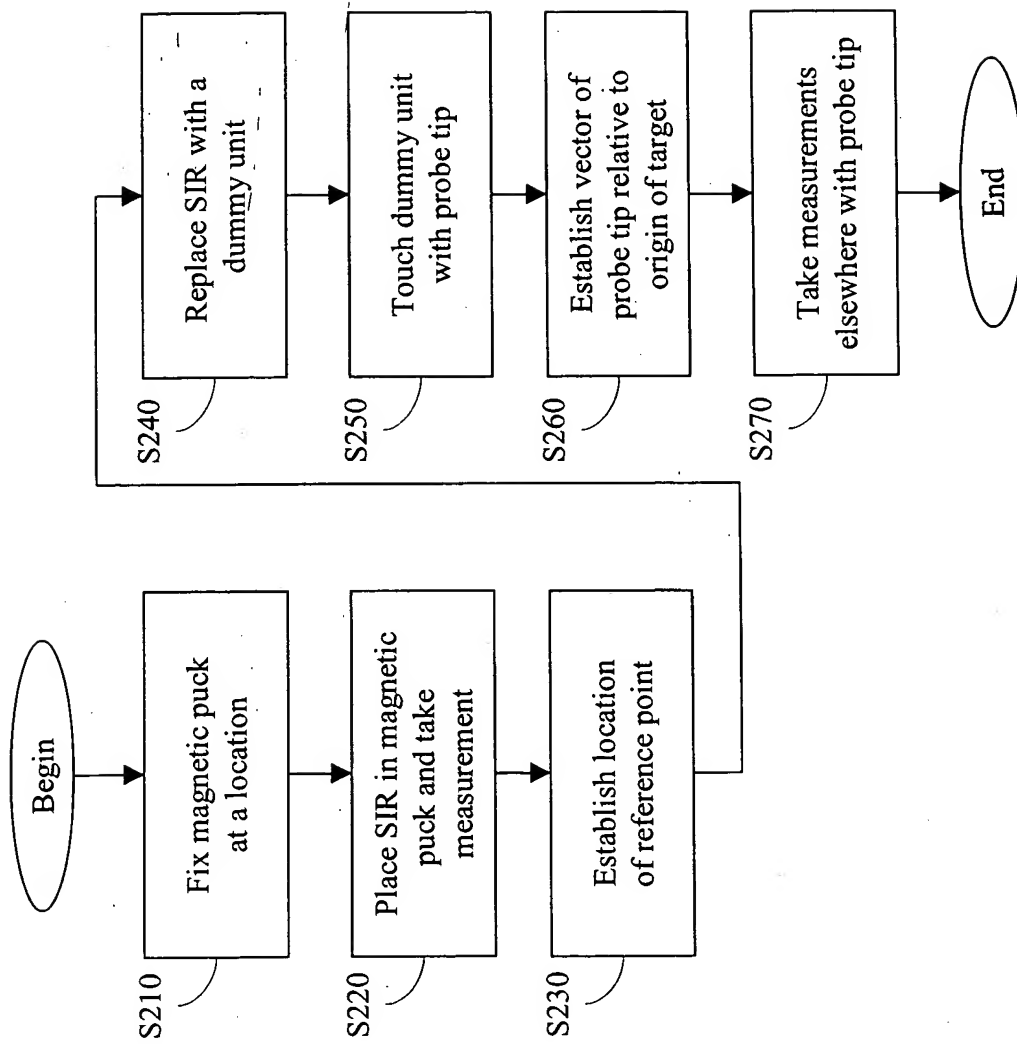 Begin
S210
Fix magnetic puck
at a location
S220
Place SIR in magnetic
puck and take
measurement
S230
Establish location
of reference point
S240
Replace SIR with a
dummy unit
S250
Touch dummy unit
with probe tip
S260
Establish vector of
probe tip relative to
origin of target
S270
Take measurements
elsewhere with probe tip
End